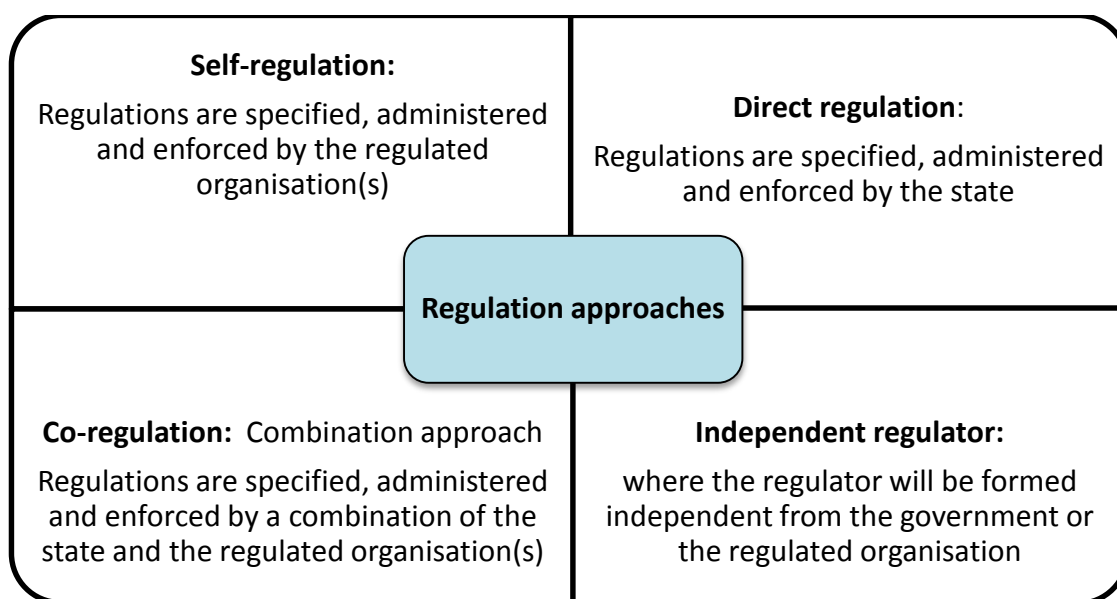 Self-regulation:
Regulations are specified, administered
and enforced by the regulated
organisation(s)
Direct regulation:
Regulations are specified, administered
and enforced by the state
Regulation approaches
Co-regulation: Combination approach
Regulations are specified, administered
and enforced by a combination of the
state and the regulated organisation(s)
Independent regulator:
where the regulator will be formed
independent from the government or
the regulated organisation